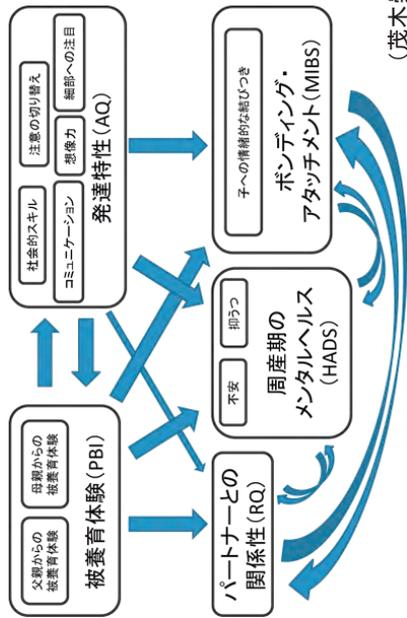 父親からの
被養育体験
母親からの
被養育体験
被養育体験(PBI)
社会的スキル
注意の切り替え
コミュニケーション
想像力
細部への注目
発達特性(AQ)
パートナーとの
関係性(RQ)
不安
抑うつ
周産期の
メンタルヘルス
(HADS)
子への情緒的な結びつき
ボンディング・
アタッチメント(MIBS)
(茂木